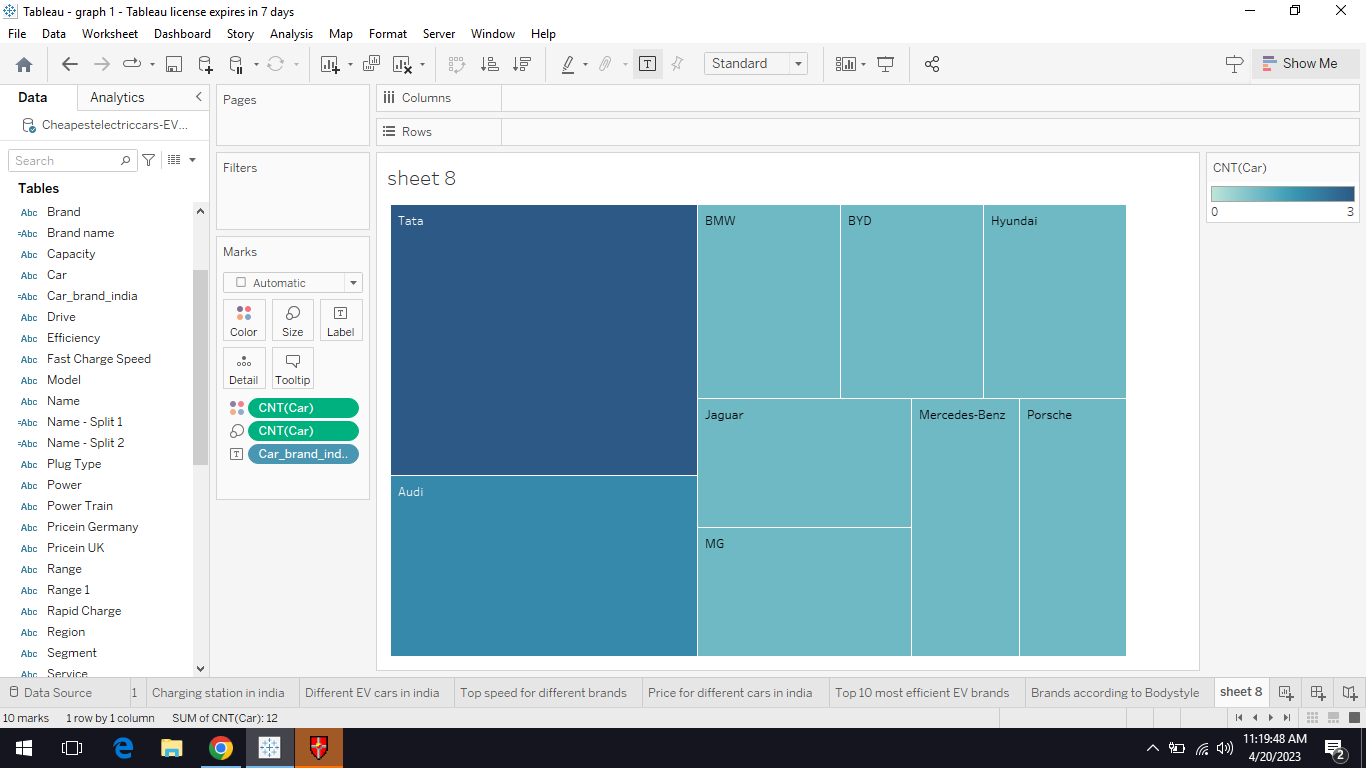 Tableau - graph 1 - Tableau license expires in 7 days
File Data Worksheet Dashboard Story Analysis Map Format Server Window Help
Standard
Show Me
Data Analytics
Cheapestelectriccars-EV...
Search
Tables
Abc Brand
=Abc Brand name
Abc Capacity
Abc Car
=Abc Car_brand_india
Abc Drive
Abc Efficiency
Abc Fast Charge Speed
Abc Model
Abc Name
=Abc Name - Split 1
=Abc Name - Split 2
Abc Plug Type
Abc Power
Abc Power Train
Abc Pricein Germany
Abc Pricein UK
Abc Range
Abc Range 1
Abc Rapid Charge
Abc Region
Abc Segment
Abc Service
Pages
Filters
Marks
Automatic
Color Size Label
Detail Tooltip
CNT(Car)
CNT(Car)
Car_brand_ind..
Columns
Rows
sheet 8
Tata
BMW
BYD
Hyundai
Audi
Jaguar
Mercedes-Benz
Porsche
MG
CNT(Car)
0 3
Data Source 1 Charging station in india Different EV cars in india Top speed for different brands Price for different cars in india Top 10 most efficient EV brands Brands according to Bodystyle sheet 8
10 marks 1 row by 1 column SUM of CNT(Car): 12
11:19:48 AM
4/20/2023
2